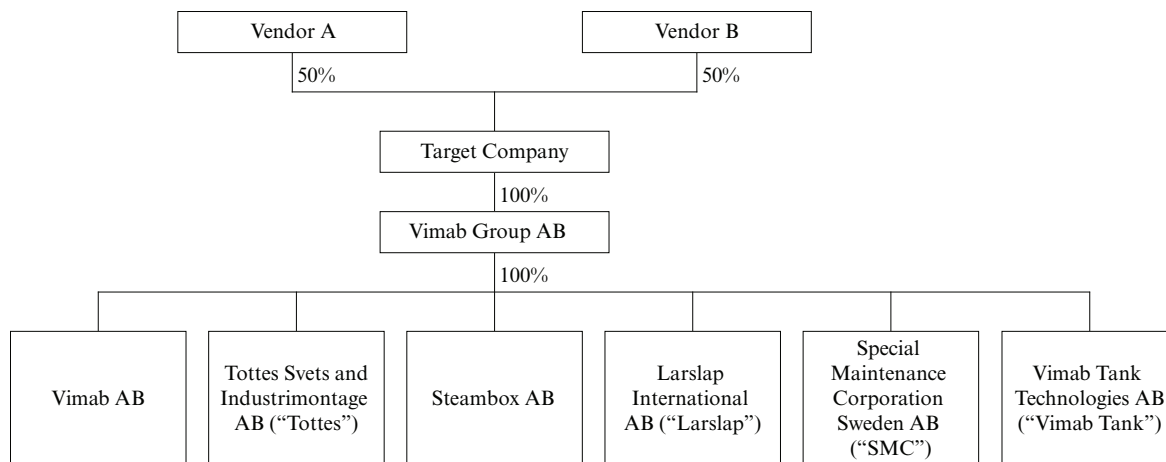 Vendor A
Vendor B
50%
50%
Target Company
100%
Vimab Group AB
100%
Vimab AB
Tottes Svets and
Industrimontage
AB (“Tottes”)
Steambox AB
Larslap
International
AB (“Larslap”)
Special
Maintenance
Corporation
Sweden AB
(“SMC”)
Vimab Tank
Technologies AB
(“Vimab Tank”)